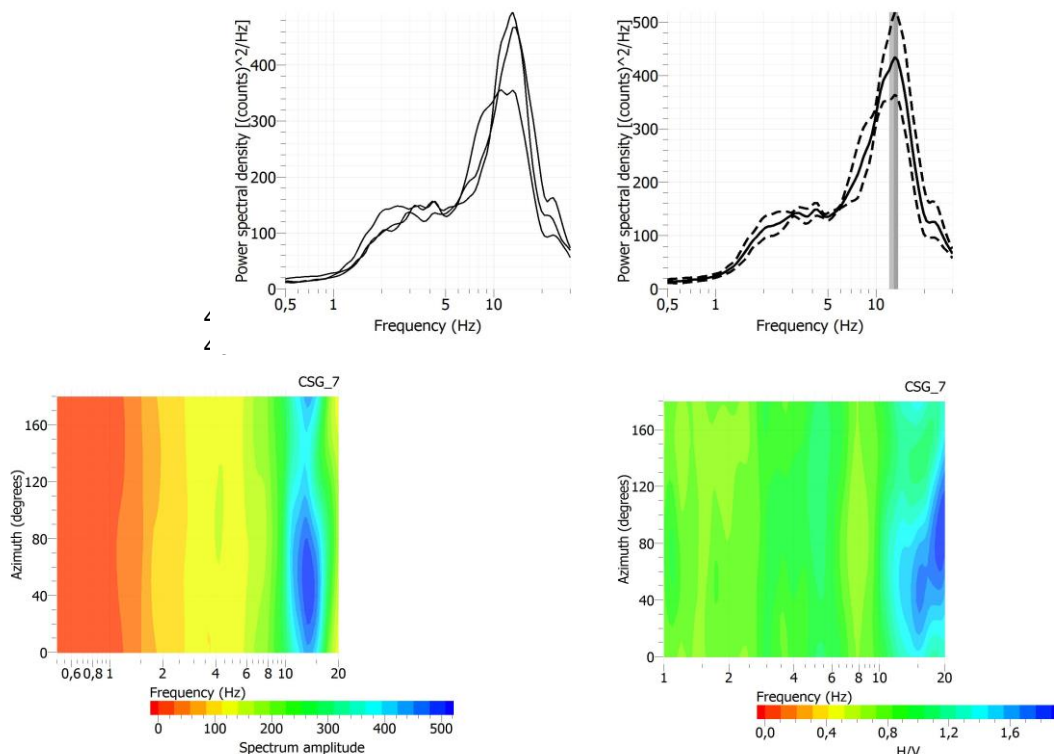 Power spectral density [(counts)^2/Hz]
400
300
200
100
0
0,5 1 10
Frequency (Hz)
Power spectral density [(counts)^2/Hz]
500
400
300
200
100
0
0,5 1 10
Frequency (Hz)
CSG_7
Azimuth (degrees)
160
120
80
40
0
0,6 0,8 1 2 4 6 8 10 20
Frequency (Hz)
0 100 200 300 400 500
Spectrum amplitude
CSG_7
Azimuth (degrees)
160
120
80
40
0
1 2 4 6 8 10 20
Frequency (Hz)
0,0 0,4 0,8 1,2 1,6
H/V